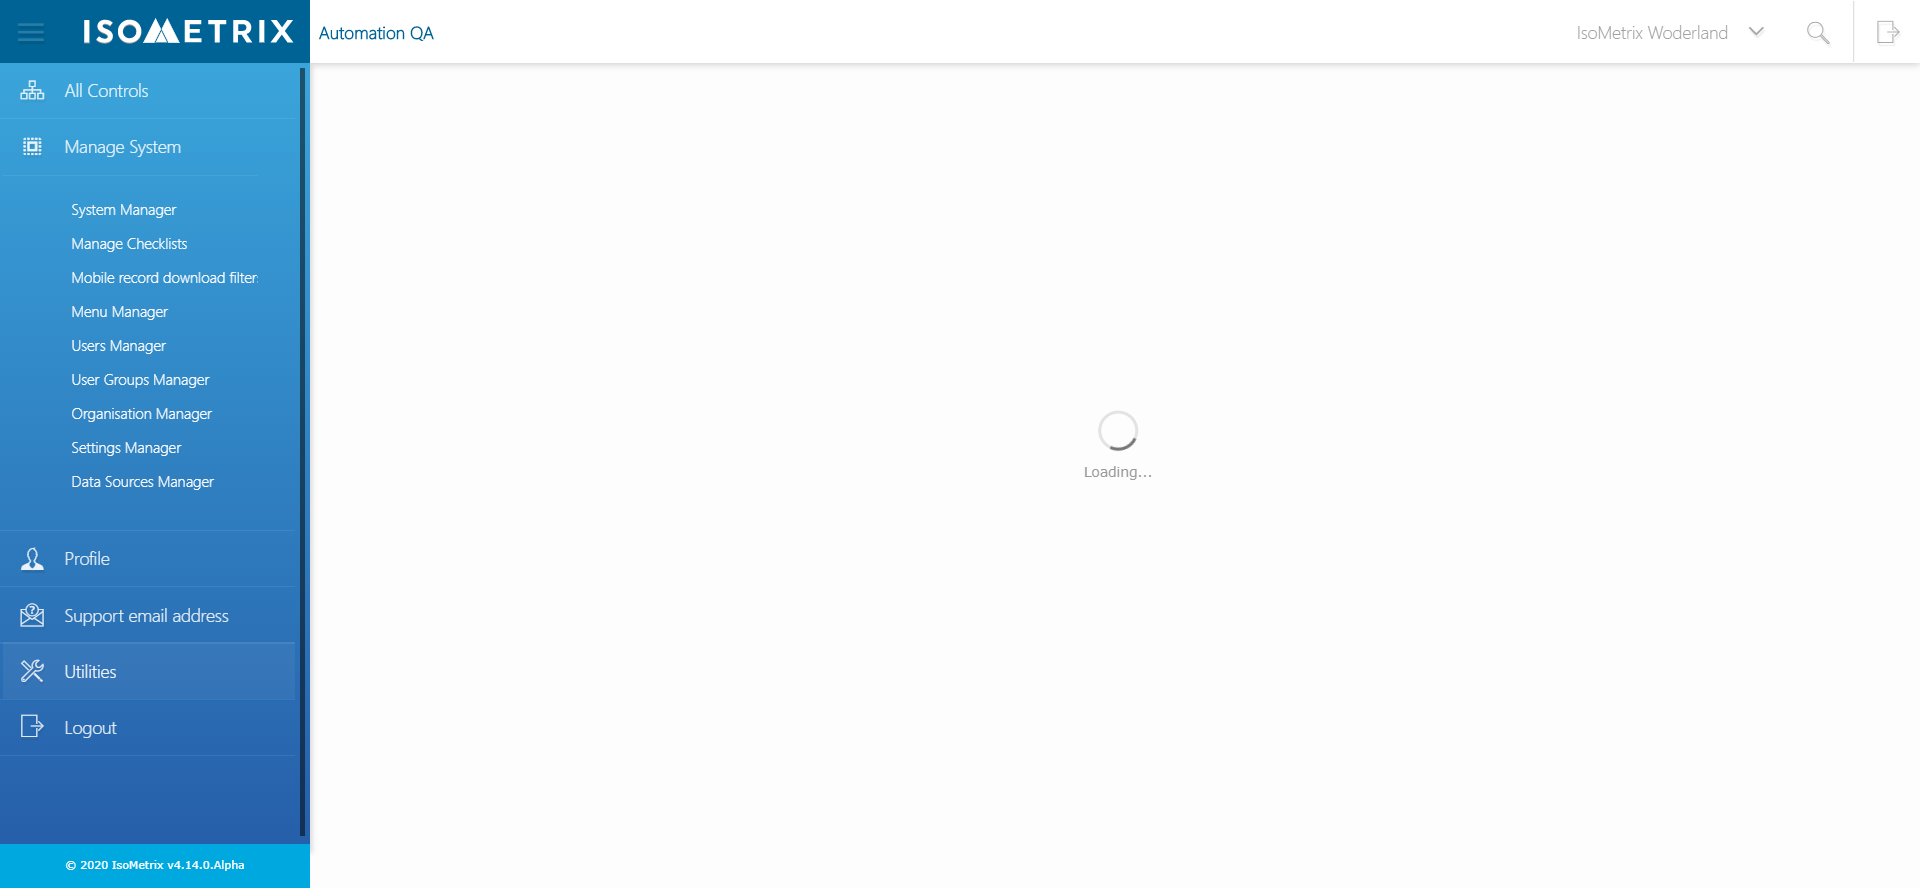 ISOMETRIX
Automation QA
IsoMetrix Woderland
All Controls
Manage System
System Manager
Manage Checklists
Mobile record download filter
Menu Manager
Users Manager
User Groups Manager
Organisation Manager
Settings Manager
Data Sources Manager
Loading...
Profile
Support email address
Utilities
Logout
© 2020 IsoMetrix v4.14.0.Alpha